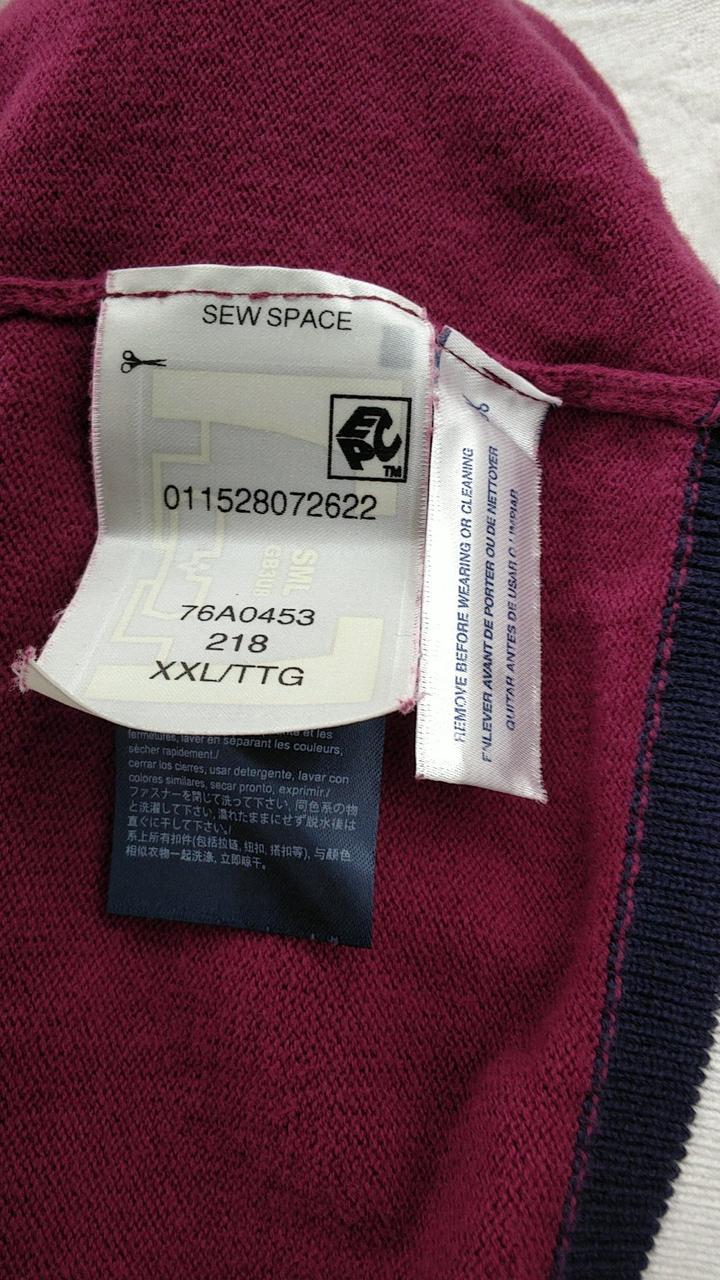 SEW SPACE
EPC
TM
011528072622
SML
GB3U8
76A0453
218
XXL/TTG
REMOVE BEFORE WEARING OR CLEANING
ENLEVER AVANT DE PORTER OU DE NETTOYER
QUITAR ANTES DE USAR O LIMPIAR
et les
fermetures, laver en séparant les couleurs,
sécher rapidement./
cerrar los cierres, usar detergente, lavar con
colores similares, secar pronto, exprimir./
ファスナーを閉じて洗って下さい, 同色系の物
と洗濯して下さい, 濡れたままにせず脱水後は
直ぐに干して下さい。/
系上所有扣件(包括拉链, 纽扣, 搭扣等), 与颜色
相似衣物一起洗涤, 立即晾干。